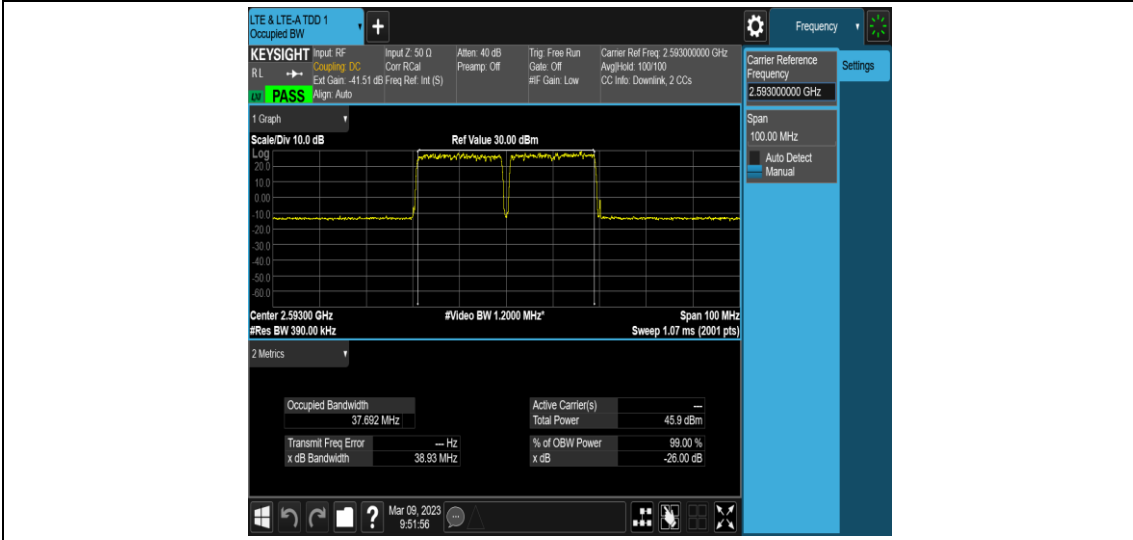 LTE & LTE-A TDD 1
Occupied BW
+
Frequency
KEYSIGHT
RL
PASS
Input: RF
Coupling: DC
Ext Gain: -41.51 dB
Align: Auto
Input Z: 50 Ω
Corr RCal
Freq Ref: Int (S)
Atten: 40 dB
Preamp: Off
Trig: Free Run
Gate: Off
#IF Gain: Low
Carrier Ref Freq: 2.593000000 GHz
Avg|Hold: 100/100
CC Info: Downlink, 2 CCs
Carrier Reference
Frequency
2.593000000 GHz
Settings
Span
100.00 MHz
Auto Detect
Manual
1 Graph
Scale/Div 10.0 dB
Ref Value 30.00 dBm
Log
20.0
10.0
0.00
-10.0
-20.0
-30.0
-40.0
-50.0
-60.0
Center 2.59300 GHz
#Video BW 1.2000 MHz*
Span 100 MHz
#Res BW 390.00 kHz
Sweep 1.07 ms (2001 pts)
2 Metrics
Occupied Bandwidth
37.692 MHz
Active Carrier(s) ---
Total Power 45.9 dBm
Transmit Freq Error --- Hz
x dB Bandwidth 38.93 MHz
% of OBW Power 99.00 %
x dB -26.00 dB
?
Mar 09, 2023
9:51:56